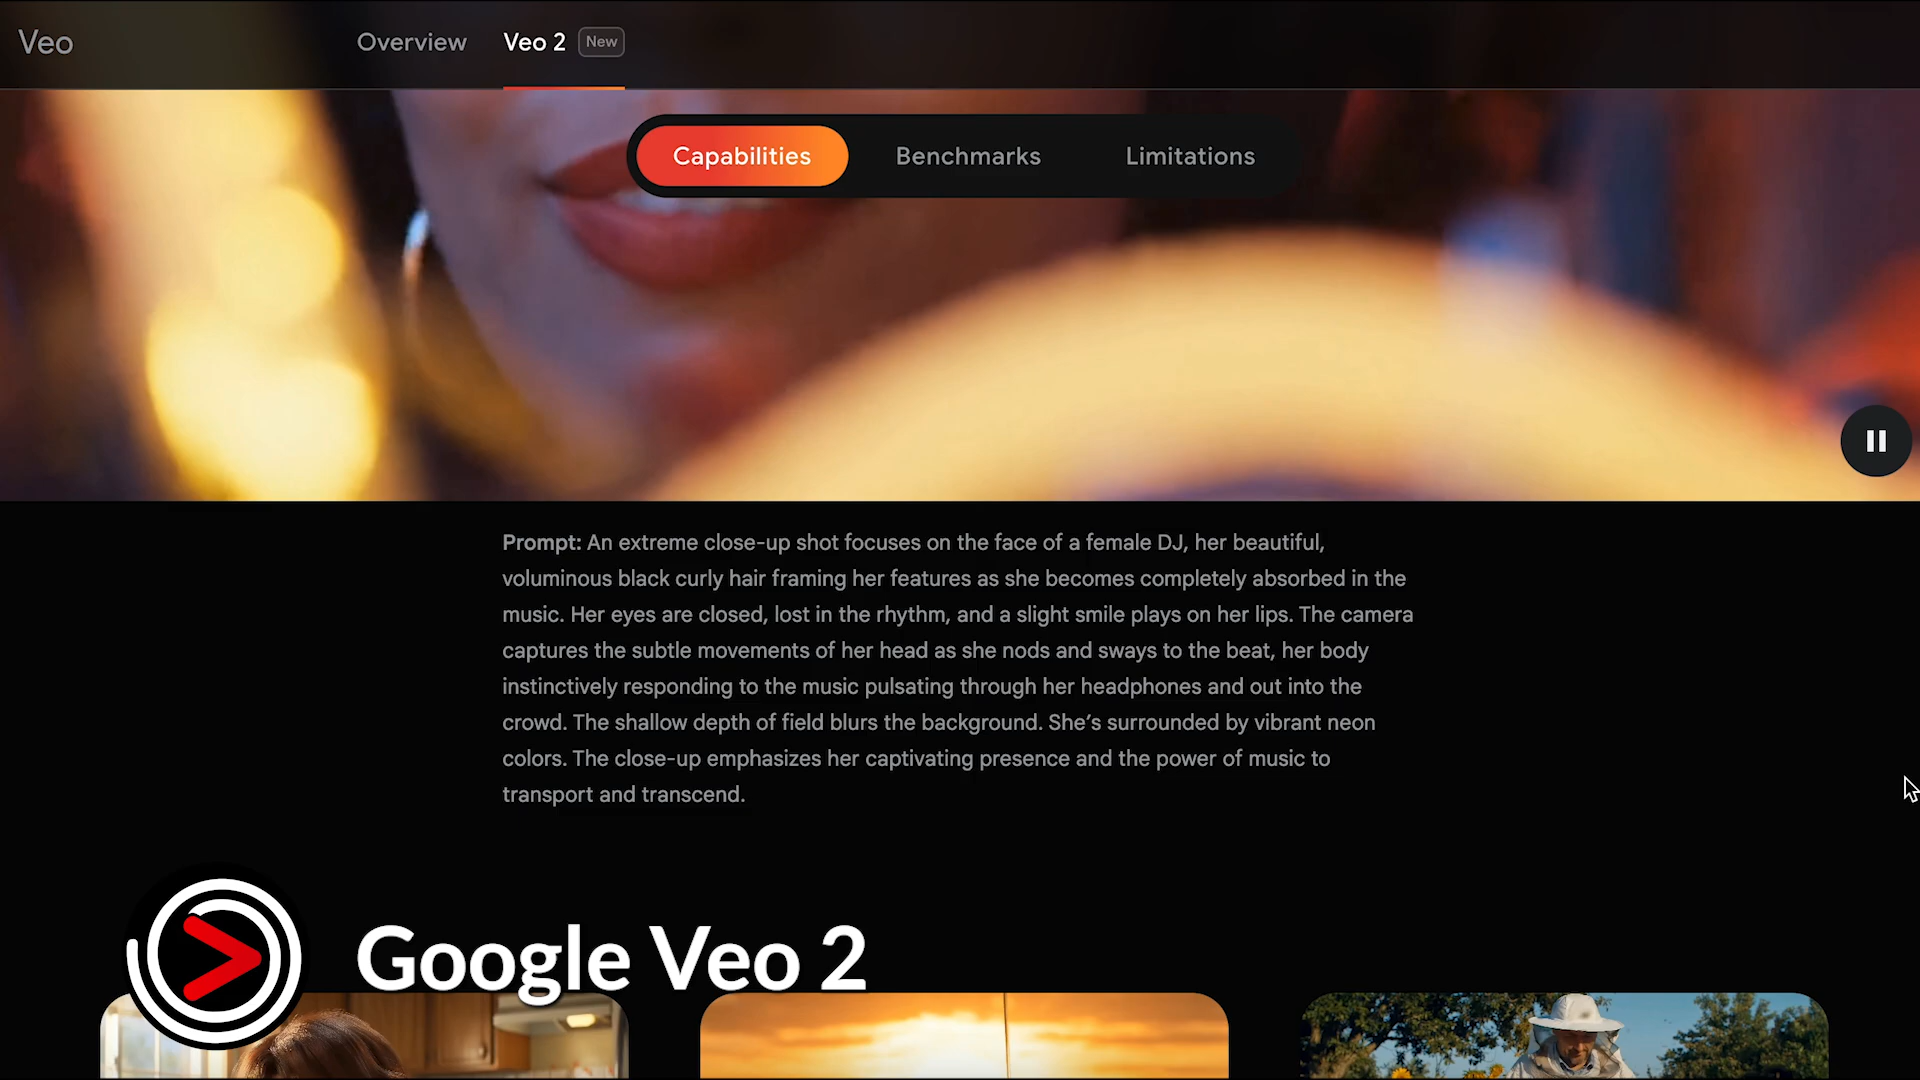 Veo
Overview
Veo 2 New
Capabilities
Benchmarks
Limitations
Prompt: An extreme close-up shot focuses on the face of a female DJ, her beautiful,
voluminous black curly hair framing her features as she becomes completely absorbed in the
music. Her eyes are closed, lost in the rhythm, and a slight smile plays on her lips. The camera
captures the subtle movements of her head as she nods and sways to the beat, her body
instinctively responding to the music pulsating through her headphones and out into the
crowd. The shallow depth of field blurs the background. She’s surrounded by vibrant neon
colors. The close-up emphasizes her captivating presence and the power of music to
transport and transcend.
Google Veo 2